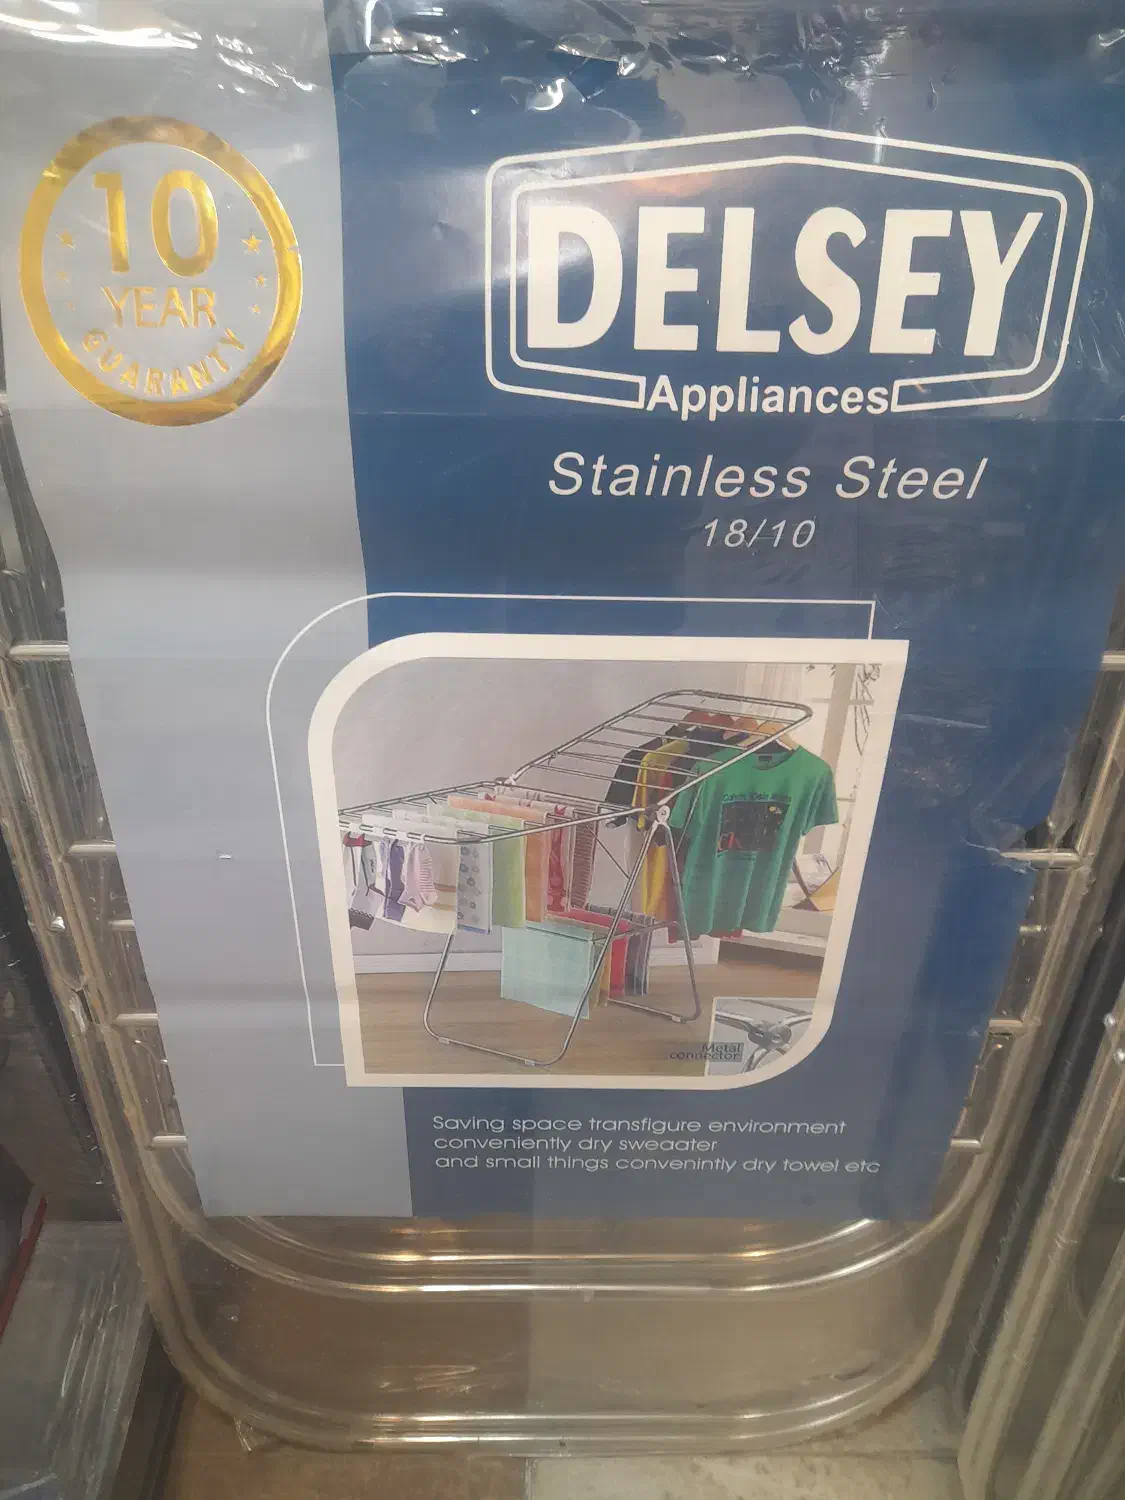 10
YEAR
GUARANTY
DELSEY
Appliances
Stainless Steel
18/10
Metal
connector
Saving space transfigure environment
conveniently dry sweaater
and small things convenintly dry towel etc